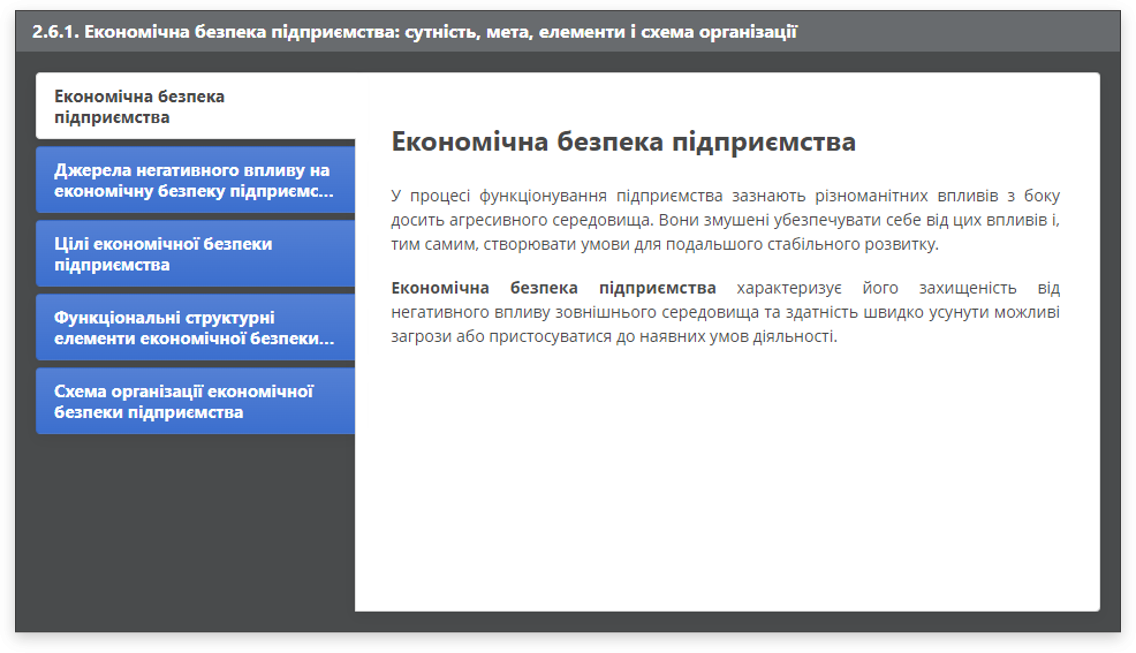 2.6.1. Економічна безпека підприємства: сутність, мета, елементи і схема організації
Економічна безпека
підприємства
Джерела негативного впливу на
економічну безпеку підприємс...
Цілі економічної безпеки
підприємства
Функціональні структурні
елементи економічної безпеки...
Схема організації економічної
безпеки підприємства
Економічна безпека підприємства
У процесі функціонування підприємства зазнають різноманітних впливів з боку
досить агресивного середовища. Вони змушені убезпечувати себе від цих впливів і,
тим самим, створювати умови для подальшого стабільного розвитку.
Економічна безпека підприємства характеризує його захищеність від
негативного впливу зовнішнього середовища та здатність швидко усунути можливі
загрози або пристосуватися до наявних умов діяльності.